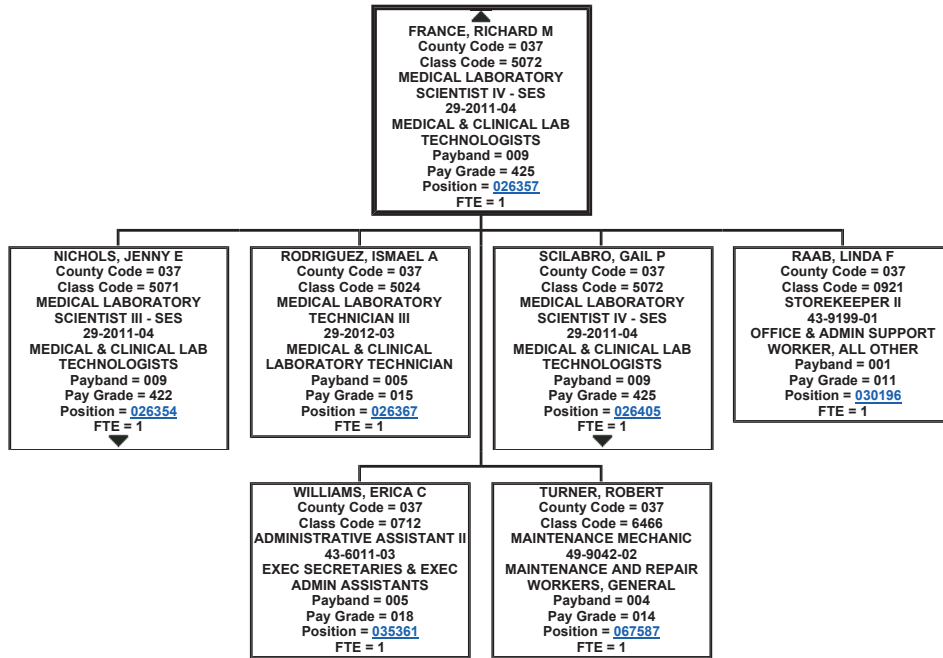 FRANCE, RICHARD M
County Code = 037
Class Code = 5072
MEDICAL LABORATORY
SCIENTIST IV - SES
29-2011-04
MEDICAL & CLINICAL LAB
TECHNOLOGISTS
Payband = 009
Pay Grade = 425
Position = 026357
FTE = 1
NICHOLS, JENNY E
County Code = 037
Class Code = 5071
MEDICAL LABORATORY
SCIENTIST III - SES
29-2011-04
MEDICAL & CLINICAL LAB
TECHNOLOGISTS
Payband = 009
Pay Grade = 422
Position = 026354
FTE = 1
RODRIGUEZ, ISMAEL A
County Code = 037
Class Code = 5024
MEDICAL LABORATORY
TECHNICIAN III
29-2012-03
MEDICAL & CLINICAL
LABORATORY TECHNICIAN
Payband = 005
Pay Grade = 015
Position = 026367
FTE = 1
SCILABRO, GAIL P
County Code = 037
Class Code = 5072
MEDICAL LABORATORY
SCIENTIST IV - SES
29-2011-04
MEDICAL & CLINICAL LAB
TECHNOLOGISTS
Payband = 009
Pay Grade = 425
Position = 026405
FTE = 1
RAAB, LINDA F
County Code = 037
Class Code = 0921
STOREKEEPER II
43-9199-01
OFFICE & ADMIN SUPPORT
WORKER, ALL OTHER
Payband = 001
Pay Grade = 011
Position = 030196
FTE = 1
WILLIAMS, ERICA C
County Code = 037
Class Code = 0712
ADMINISTRATIVE ASSISTANT II
43-6011-03
EXEC SECRETARIES & EXEC
ADMIN ASSISTANTS
Payband = 005
Pay Grade = 018
Position = 035361
FTE = 1
TURNER, ROBERT
County Code = 037
Class Code = 6466
MAINTENANCE MECHANIC
49-9042-02
MAINTENANCE AND REPAIR
WORKERS, GENERAL
Payband = 004
Pay Grade = 014
Position = 067587
FTE = 1